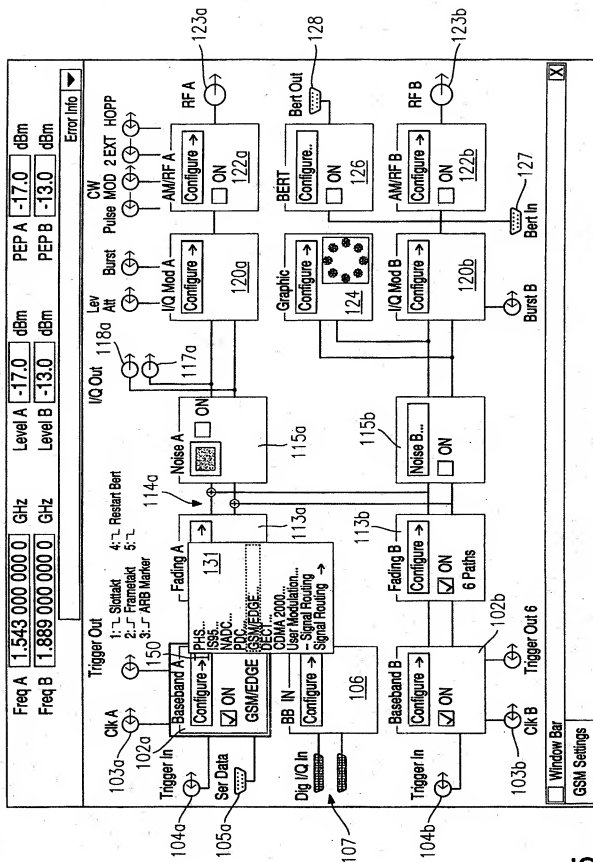 Freq A 1.543 000 000 0 GHz Level A -17.0 dBm PEP A -17.0 dBm
Freq B 1.889 000 000 0 GHz Level B -13.0 dBm PEP B -13.0 dBm
Error Info
Clk A
103a
Trigger Out
1: Slottakt
2: Frametakt
3: ARB Marker
4: Restart Bert
5:
I/Q Out
118a
117a
Lev Att
Burst
Pulse
CW
MOD
2 EXT
HOPP
Trigger In
104a
Ser Data
105a
102a
Baseband A
Configure
ON
GSM/EDGE
150
131
PHS...
IS95...
NADC...
PDC...
GSM/EDGE...
DECT...
CDMA 2000...
User Modulation...
– Signal Routing
Signal Routing
Fading A
113a
114a
Noise A
ON
115a
I/Q Mod A
Configure
120a
AM/RF A
Configure
ON
122a
RF A
123a
Dig I/Q In
107
BB IN
Configure
106
Graphic
124
Configure
BERT
Configure..
ON
126
Bert Out
128
Trigger In
104b
Baseband B
Configure
ON
102b
Clk B
103b
Trigger Out 6
Fading B
Configure
ON
6 Paths
113b
Noise B...
ON
115b
I/Q Mod B
Configure
120b
Burst B
AM/RF B
Configure
ON
122b
RF B
123b
Bert In
127
Window Bar
X
GSM Settings